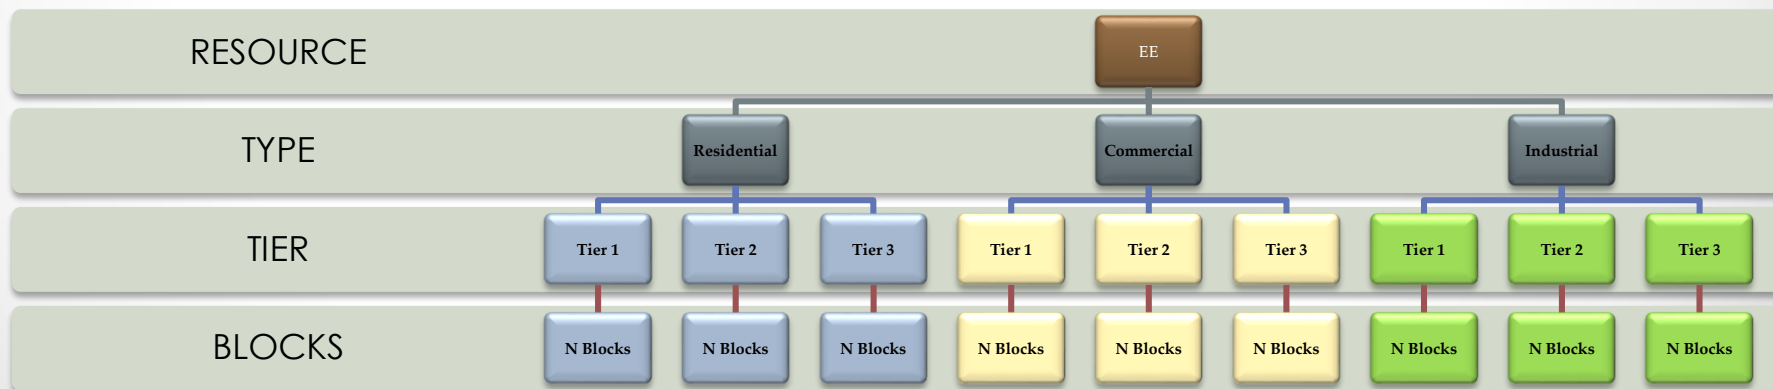 RESOURCE
EE
TYPE
Residential
Commercial
Industrial
TIER
Tier 1
Tier 2
Tier 3
Tier 1
Tier 2
Tier 3
Tier 1
Tier 2
Tier 3
BLOCKS
N Blocks
N Blocks
N Blocks
N Blocks
N Blocks
N Blocks
N Blocks
N Blocks
N Blocks